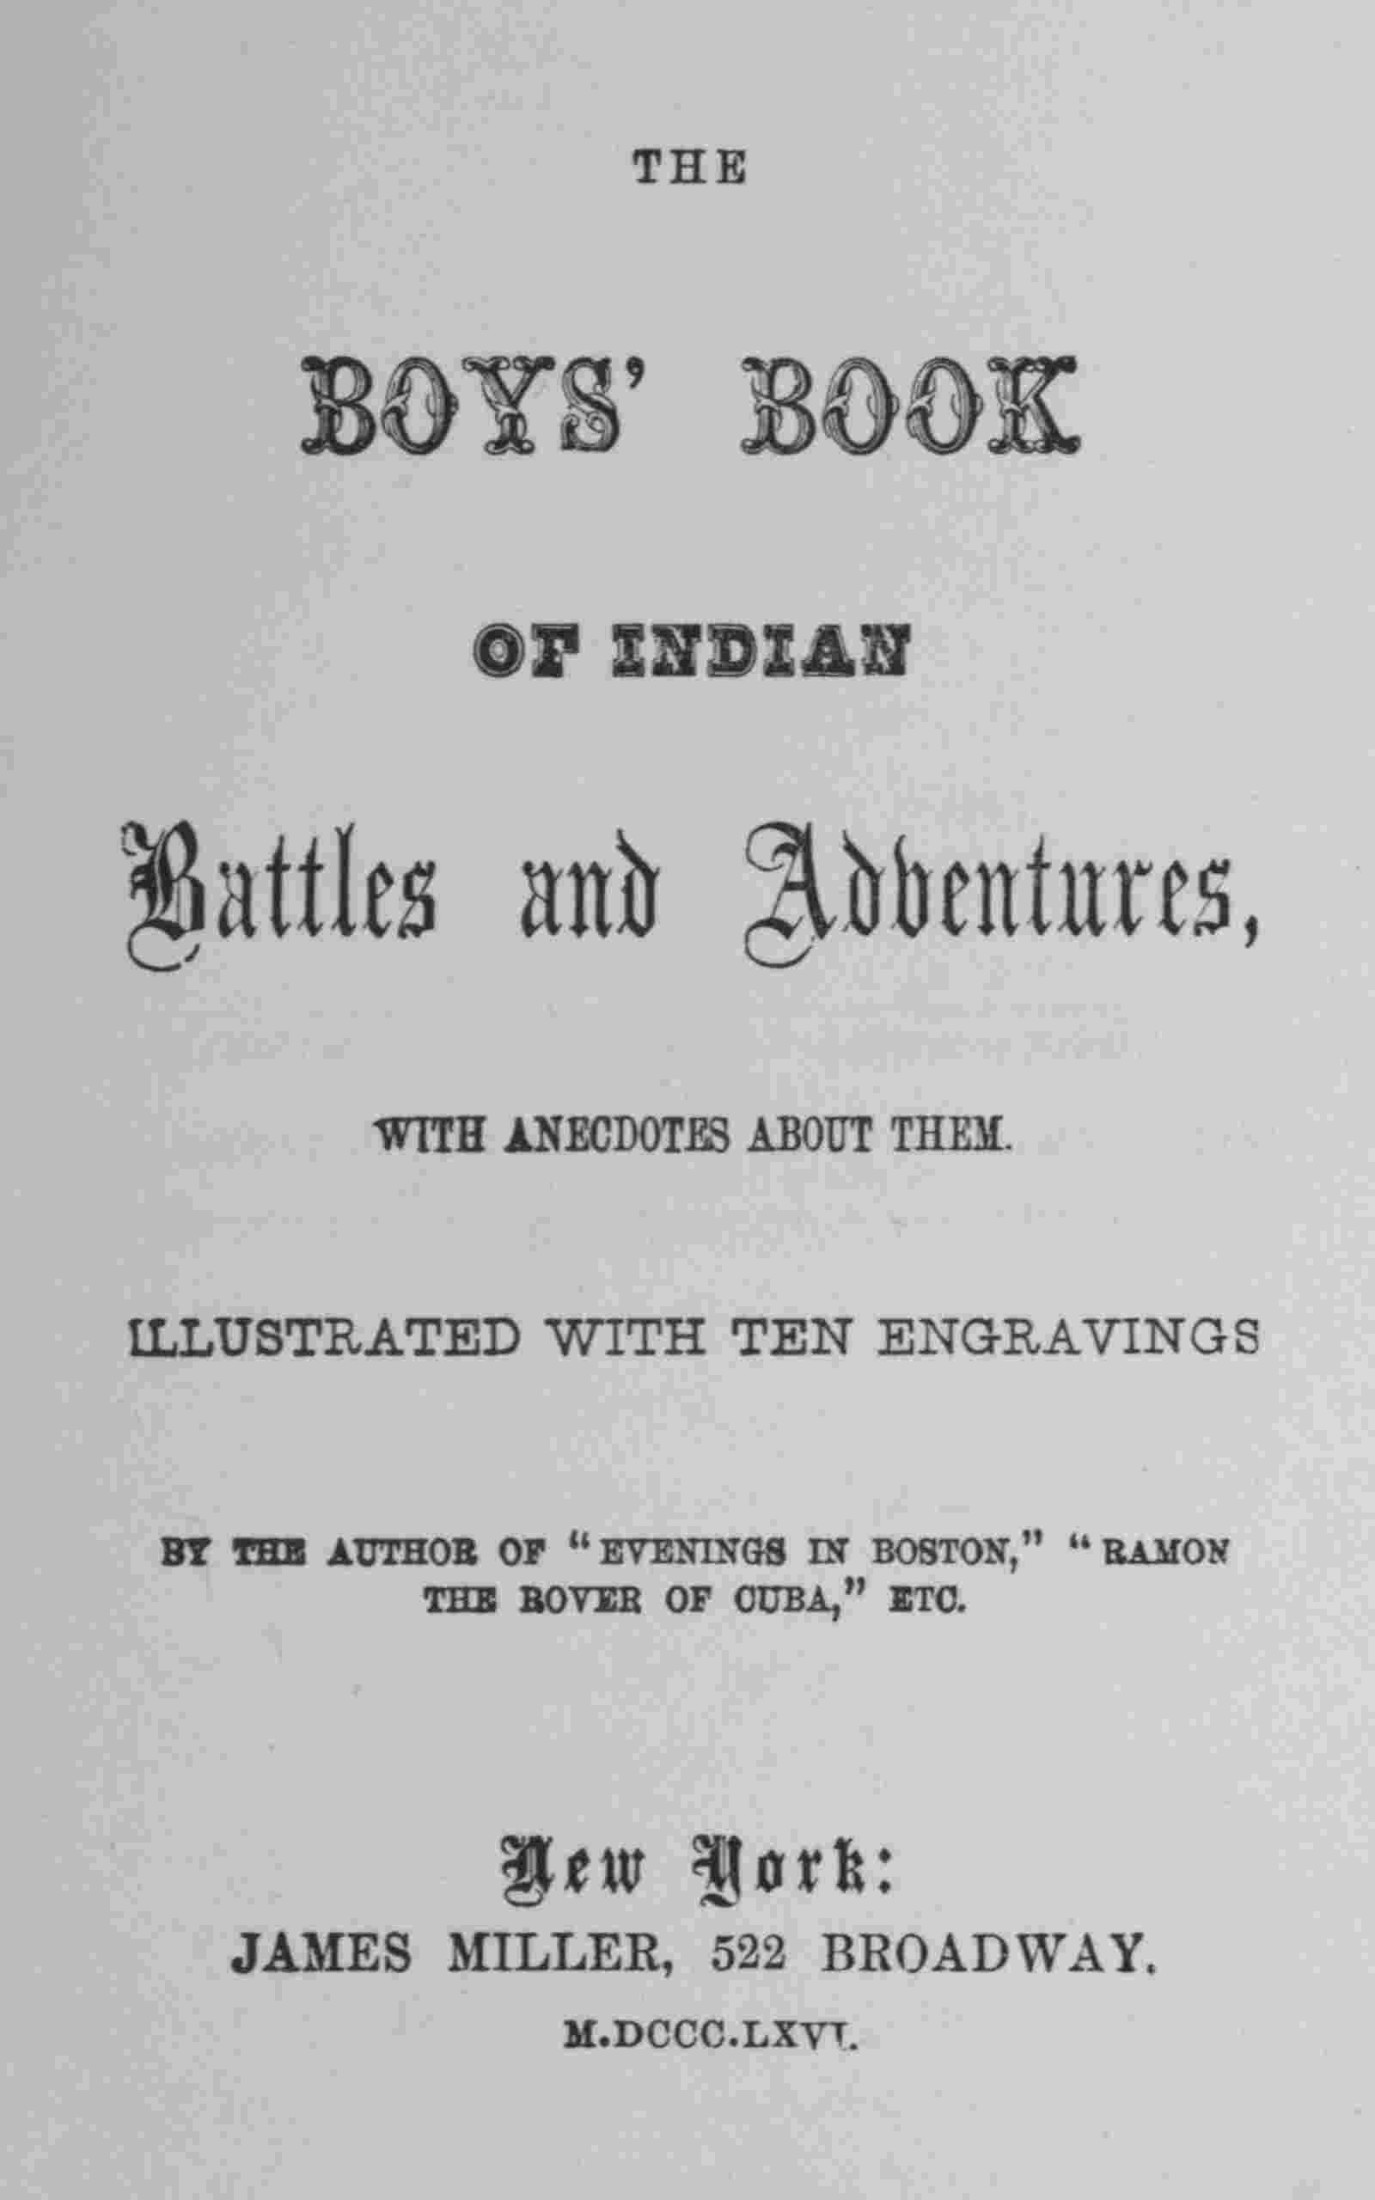 THE
BOYS' BOOK
OF INDIAN
Battles and Adventures,
WITH ANECDOTES ABOUT THEM.
ILLUSTRATED WITH TEN ENGRAVINGS
BY THE AUTHOR OF "EVENINGS IN BOSTON," "RAMON
THE ROVER OF CUBA," ETC.
New York:
JAMES MILLER, 522 BROADWAY.
M.DCCC.LXVI.